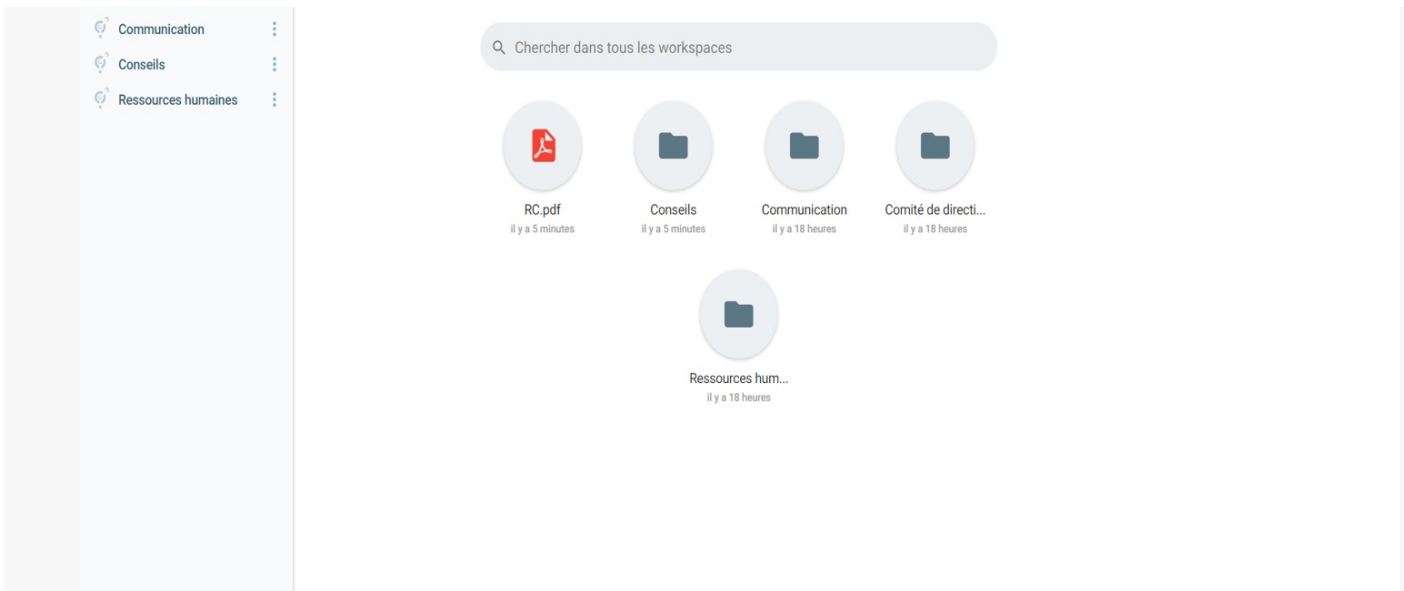 Communication
Conseils
Ressources humaines
Chercher dans tous les workspaces
RC.pdf
il y a 5 minutes
Conseils
il y a 5 minutes
Communication
il y a 18 heures
Comité de directi...
il y a 18 heures
Ressources hum...
il y a 18 heures